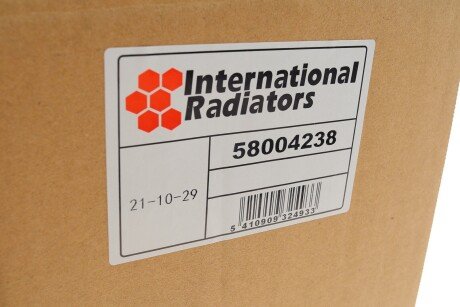 International
Radiators
58004238
21-10-29
5 410909 324933